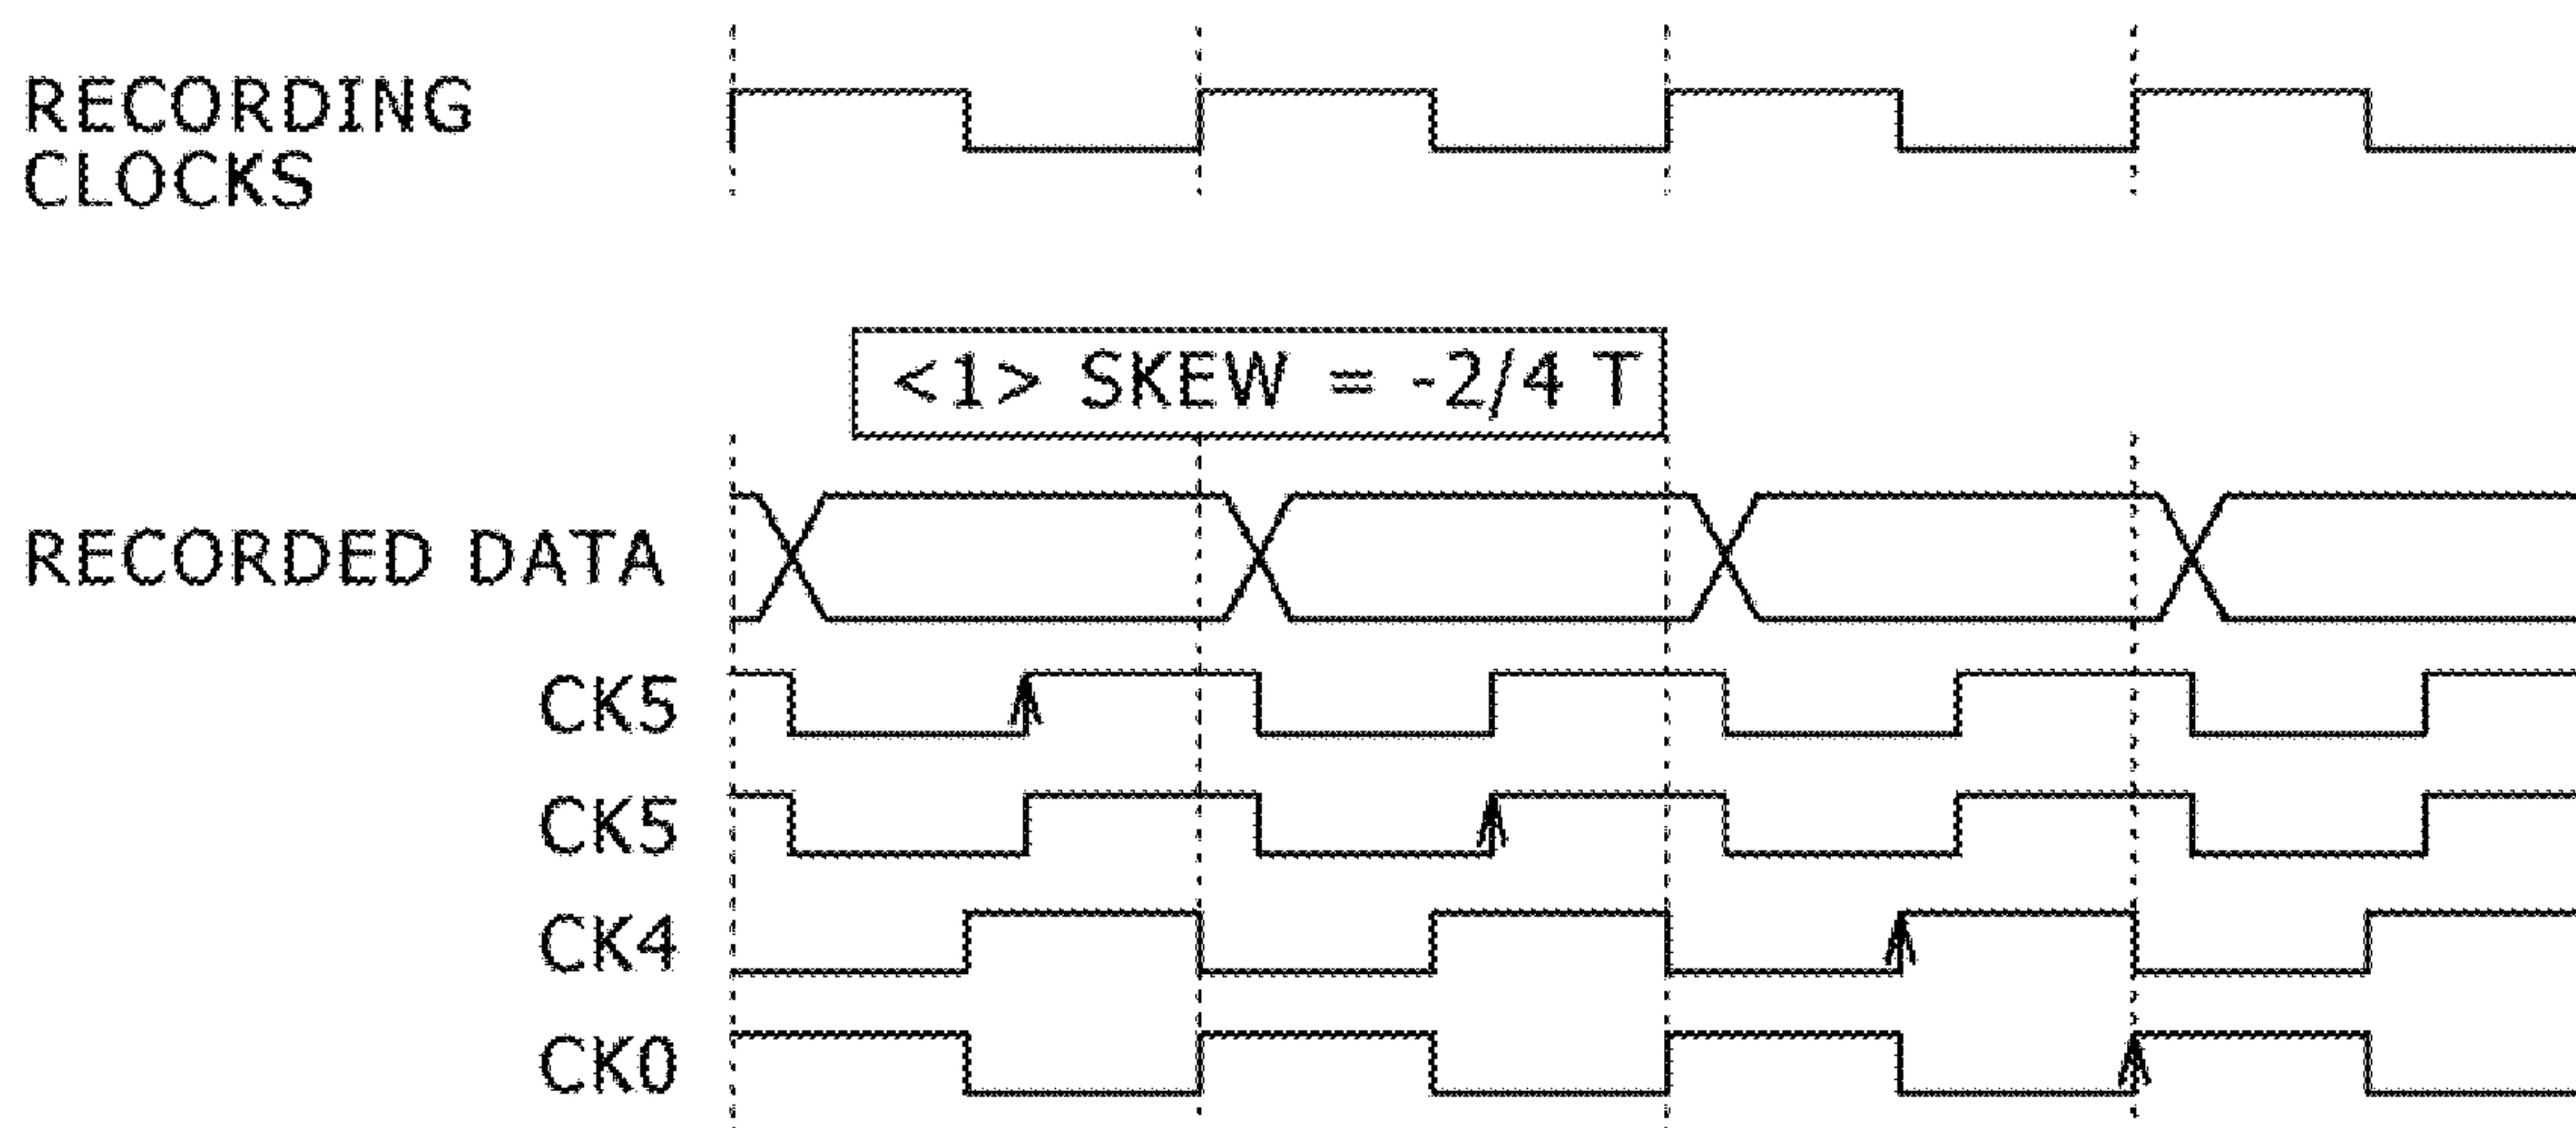 RECORDING
CLOCKS
<1> SKEW = -2/4 T
RECORDED DATA
CK5
CK5
CK4
CK0